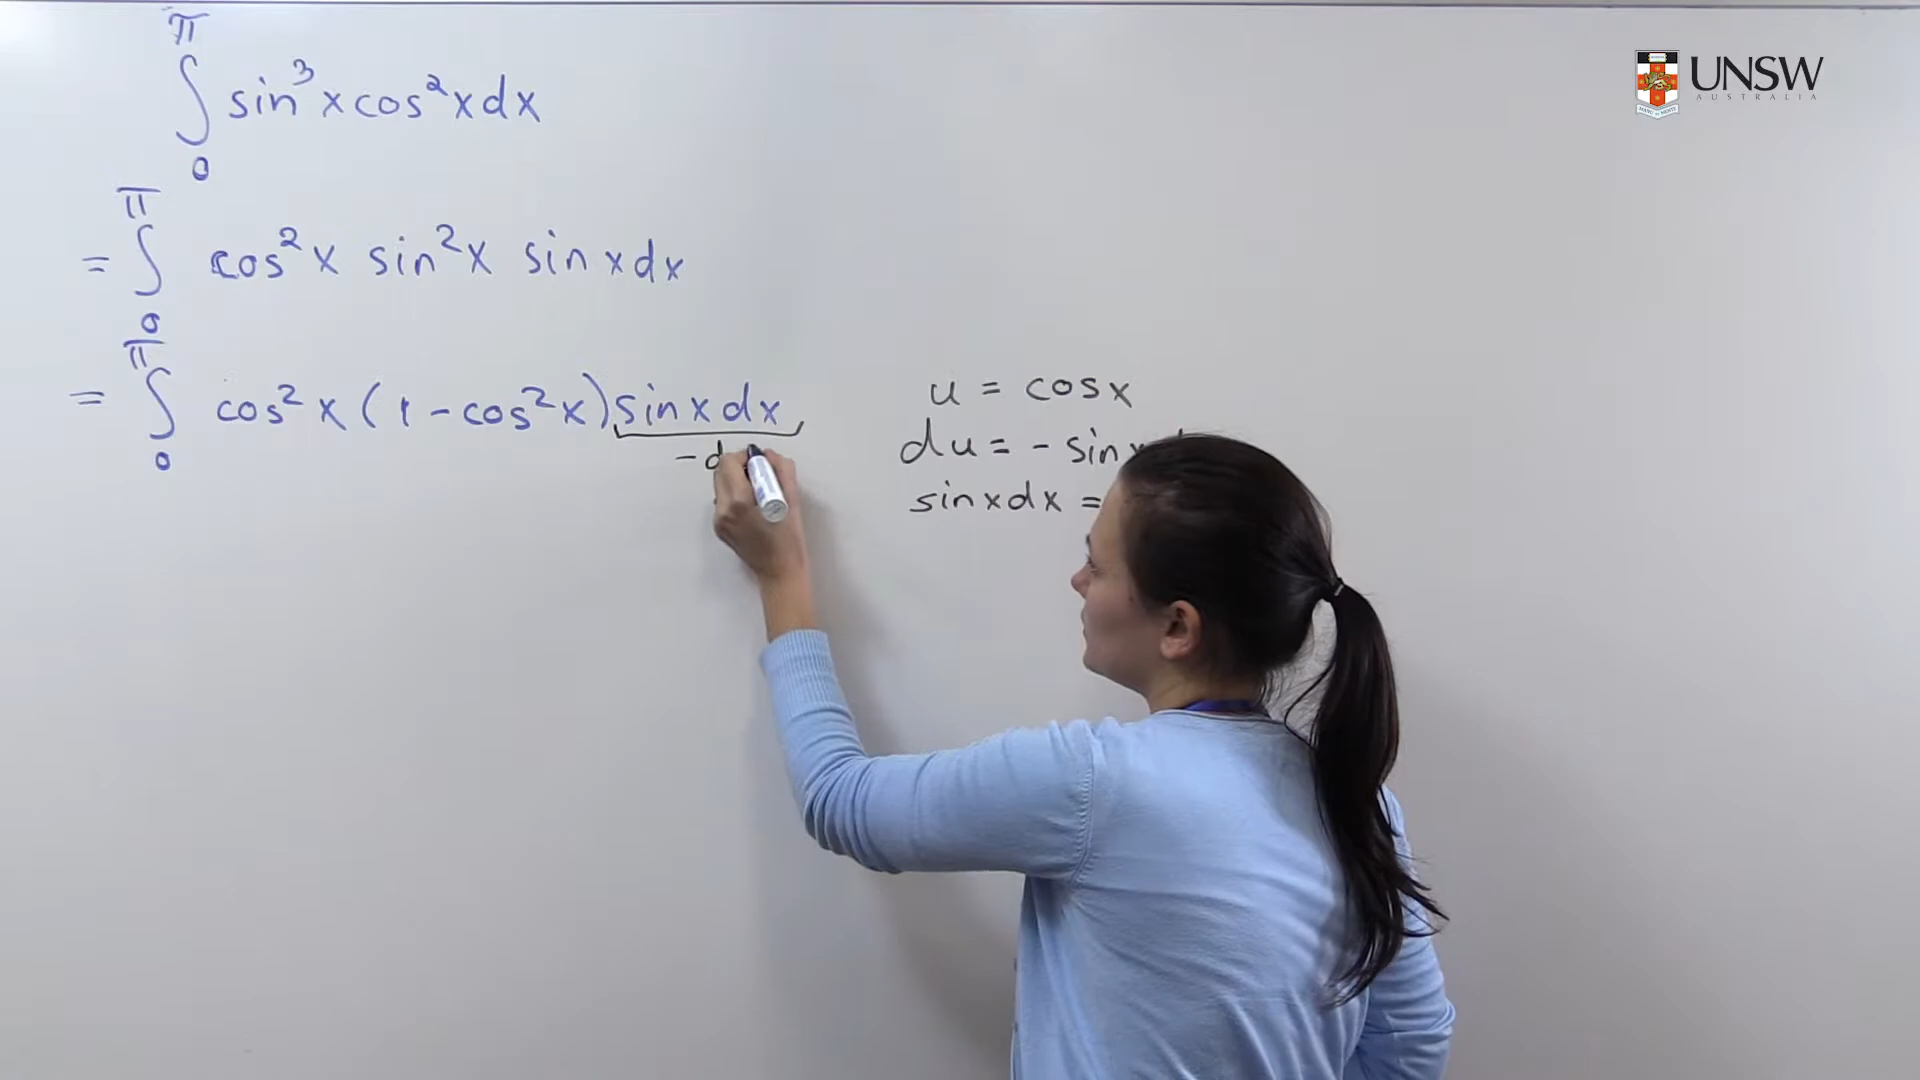 π
∫ sin³x cos²x dx
0
π
= ∫ cos²x sin²x sin x dx
0
π
= ∫ cos²x (1 - cos²x) sin x dx
0
-d
u = cos x
du = - sin x
sin x dx =
UNSW
AUSTRALIA